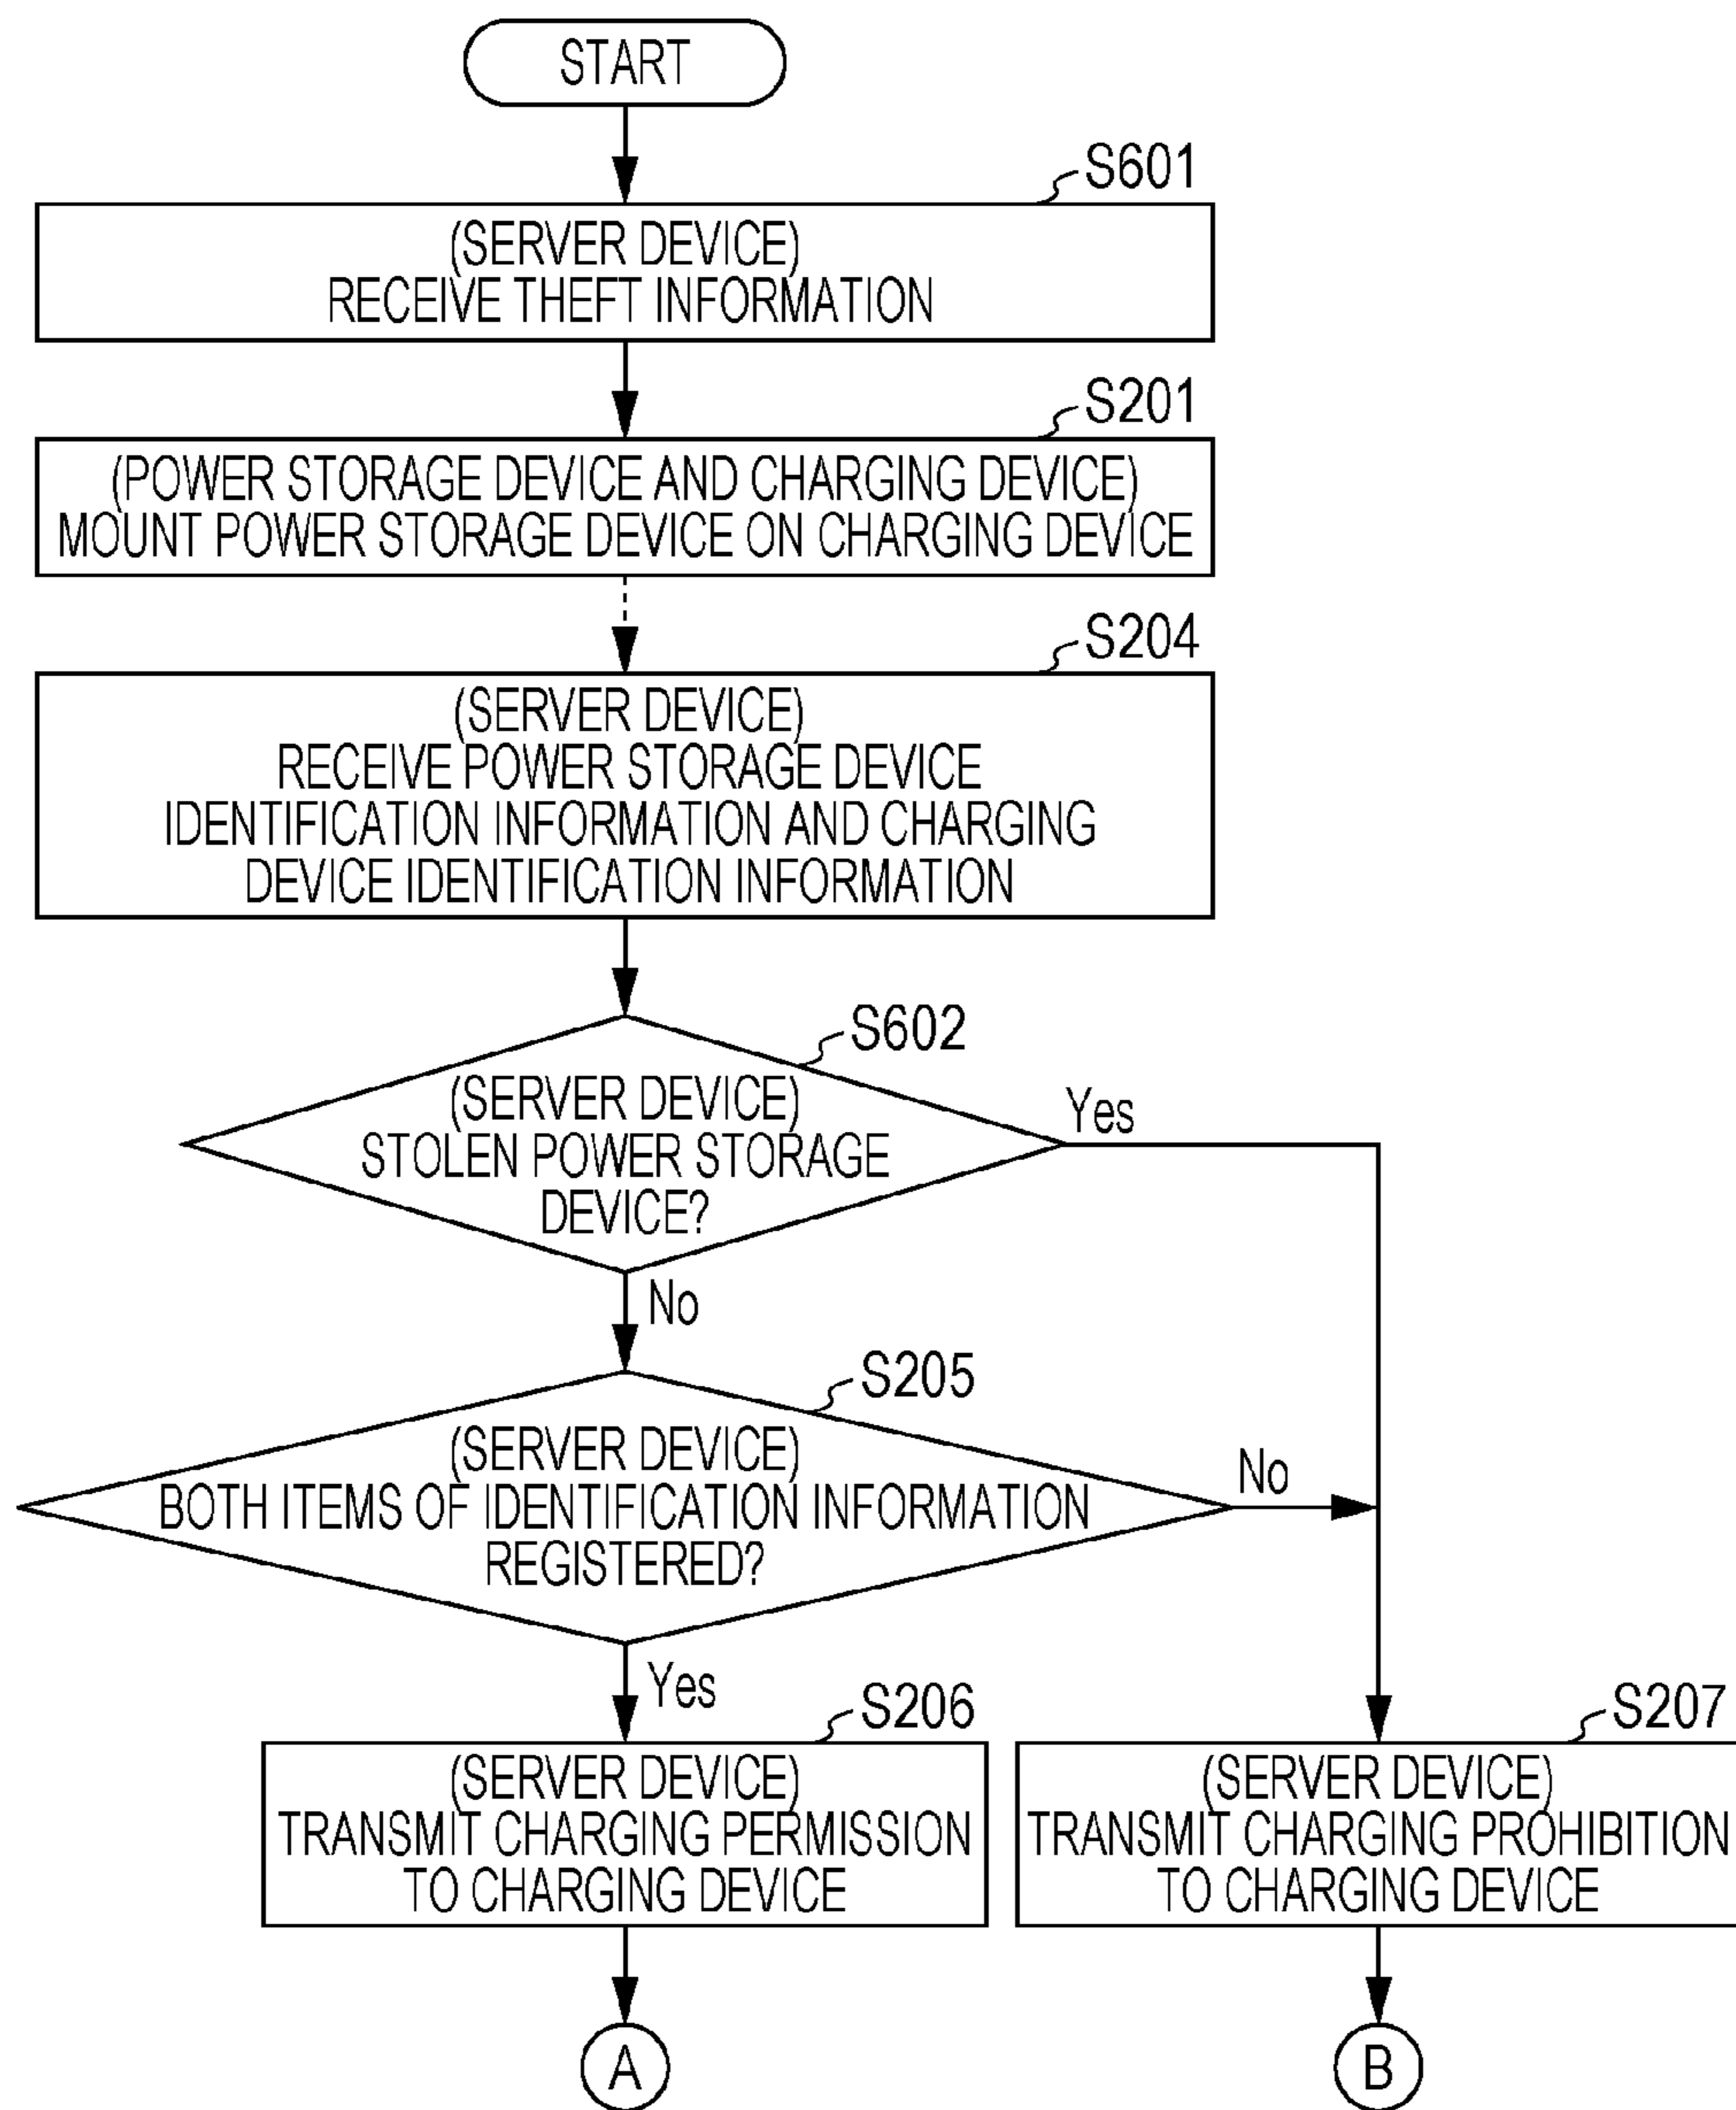 START
S601
(SERVER DEVICE)
RECEIVE THEFT INFORMATION
S201
(POWER STORAGE DEVICE AND CHARGING DEVICE)
MOUNT POWER STORAGE DEVICE ON CHARGING DEVICE
S204
(SERVER DEVICE)
RECEIVE POWER STORAGE DEVICE
IDENTIFICATION INFORMATION AND CHARGING
DEVICE IDENTIFICATION INFORMATION
S602
(SERVER DEVICE)
STOLEN POWER STORAGE
DEVICE?
Yes
No
S205
(SERVER DEVICE)
BOTH ITEMS OF IDENTIFICATION INFORMATION
REGISTERED?
No
Yes
S206
(SERVER DEVICE)
TRANSMIT CHARGING PERMISSION
TO CHARGING DEVICE
S207
(SERVER DEVICE)
TRANSMIT CHARGING PROHIBITION
TO CHARGING DEVICE
A
B